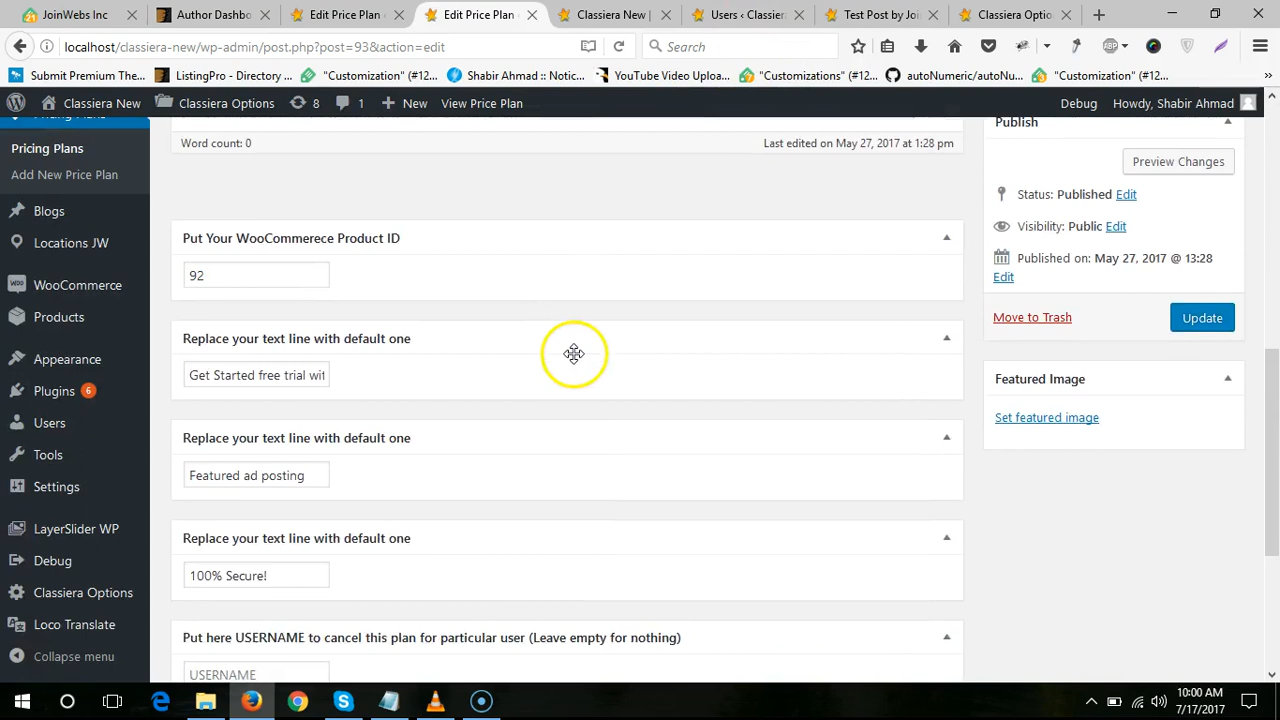 JoinWebs Inc
Author Dashbo
Edit Price Plan
Edit Price Plan
Classiera New
Users ‹ Classier
Test Post by Joi
Classiera Optio
localhost/classiera-new/wp-admin/post.php?post=93&action=edit
Search
Submit Premium The...
ListingPro - Directory ...
"Customization" (#12...
Shabir Ahmad :: Notic...
YouTube Video Uploa...
"Customizations" (#12...
autoNumeric/autoNu...
"Customization" (#12...
Classiera New
Classiera Options
8
1
New
View Price Plan
Debug
Howdy, Shabir Ahmad
Pricing Plans
Pricing Plans
Add New Price Plan
Blogs
Locations JW
WooCommerce
Products
Appearance
Plugins 6
Users
Tools
Settings
LayerSlider WP
Debug
Classiera Options
Loco Translate
Collapse menu
Word count: 0
Last edited on May 27, 2017 at 1:28 pm
Put Your WooCommerece Product ID
92
Replace your text line with default one
Get Started free trial wit
Replace your text line with default one
Featured ad posting
Replace your text line with default one
100% Secure!
Put here USERNAME to cancel this plan for particular user (Leave empty for nothing)
USERNAME
Publish
Preview Changes
Status: Published Edit
Visibility: Public Edit
Published on: May 27, 2017 @ 13:28
Edit
Move to Trash
Update
Featured Image
Set featured image
10:00 AM
7/17/2017